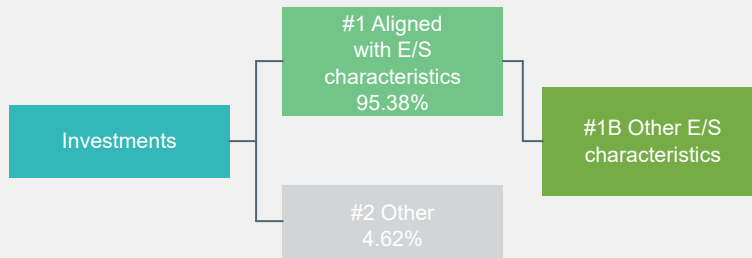 Investments
#1 Aligned
with E/S
characteristics
95.38%
#2 Other
4.62%
#1B Other E/S
characteristics